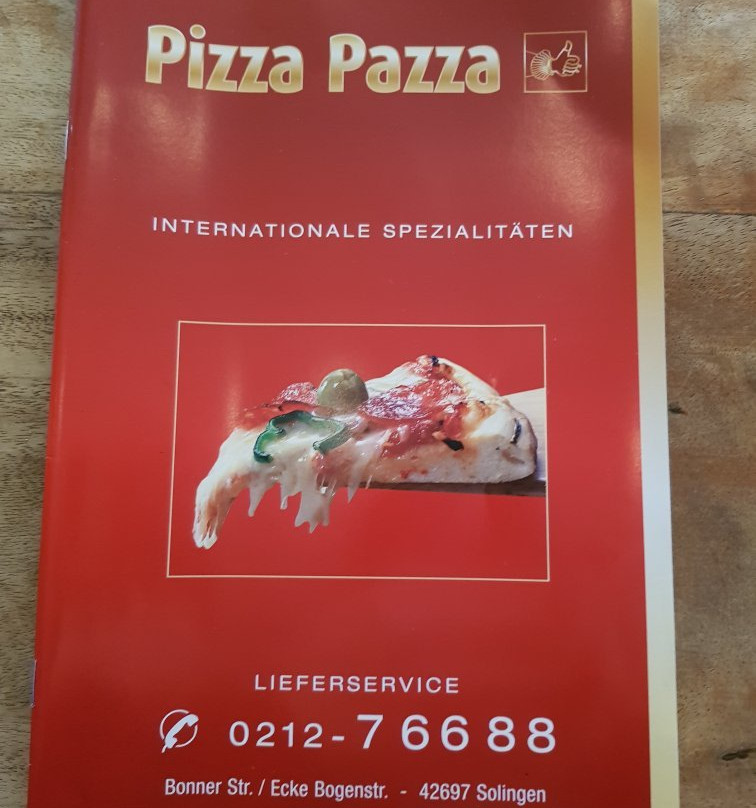 Pizza Pazza
INTERNATIONALE SPEZIALITÄTEN
LIEFERSERVICE
0212-76688
Bonner Str. / Ecke Bogenstr. - 42697 Solingen